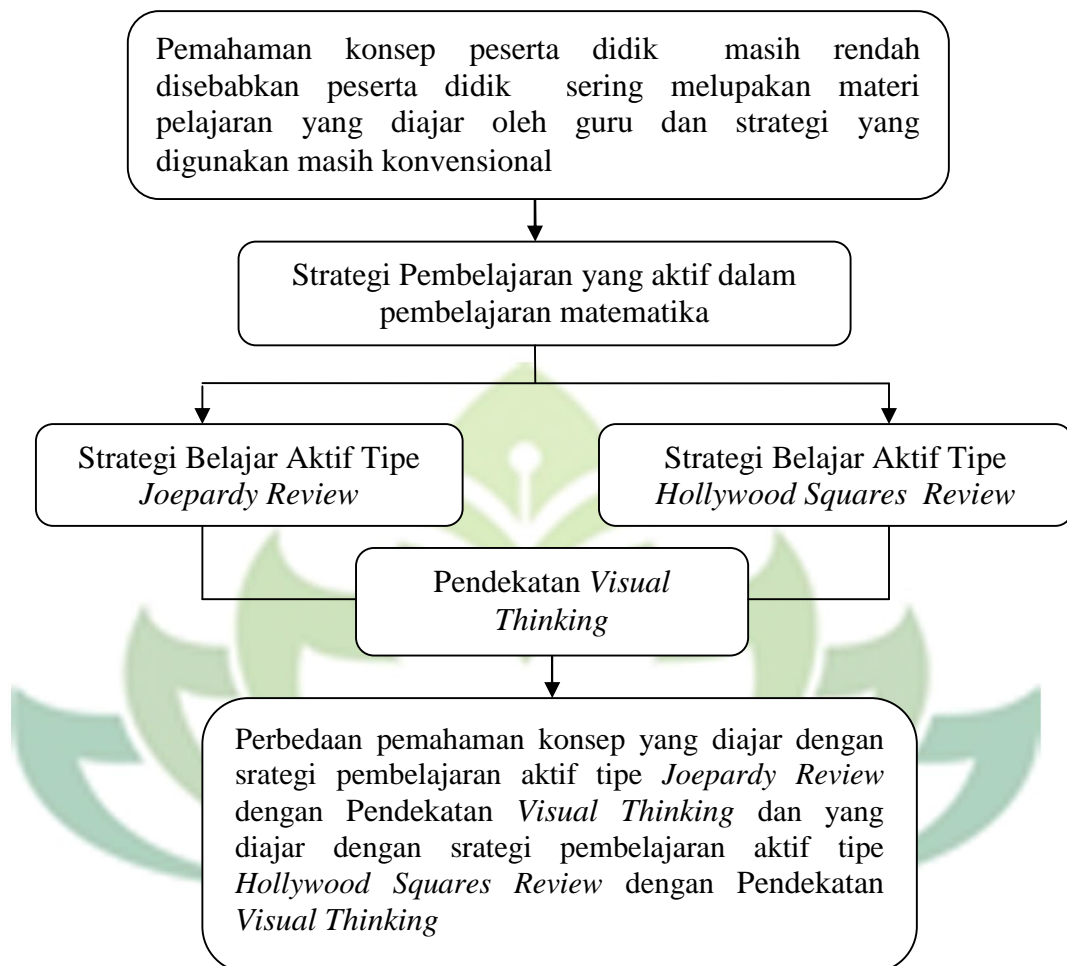 Pemahaman konsep peserta didik masih rendah
disebabkan peserta didik sering melupakan materi
pelajaran yang diajar oleh guru dan strategi yang
digunakan masih konvensional
Strategi Pembelajaran yang aktif dalam
pembelajaran matematika
Strategi Belajar Aktif Tipe
Joepardy Review
Strategi Belajar Aktif Tipe
Hollywood Squares Review
Pendekatan Visual
Thinking
Perbedaan pemahaman konsep yang diajar dengan
srategi pembelajaran aktif tipe Joepardy Review
dengan Pendekatan Visual Thinking dan yang
diajar dengan srategi pembelajaran aktif tipe
Hollywood Squares Review dengan Pendekatan
Visual Thinking